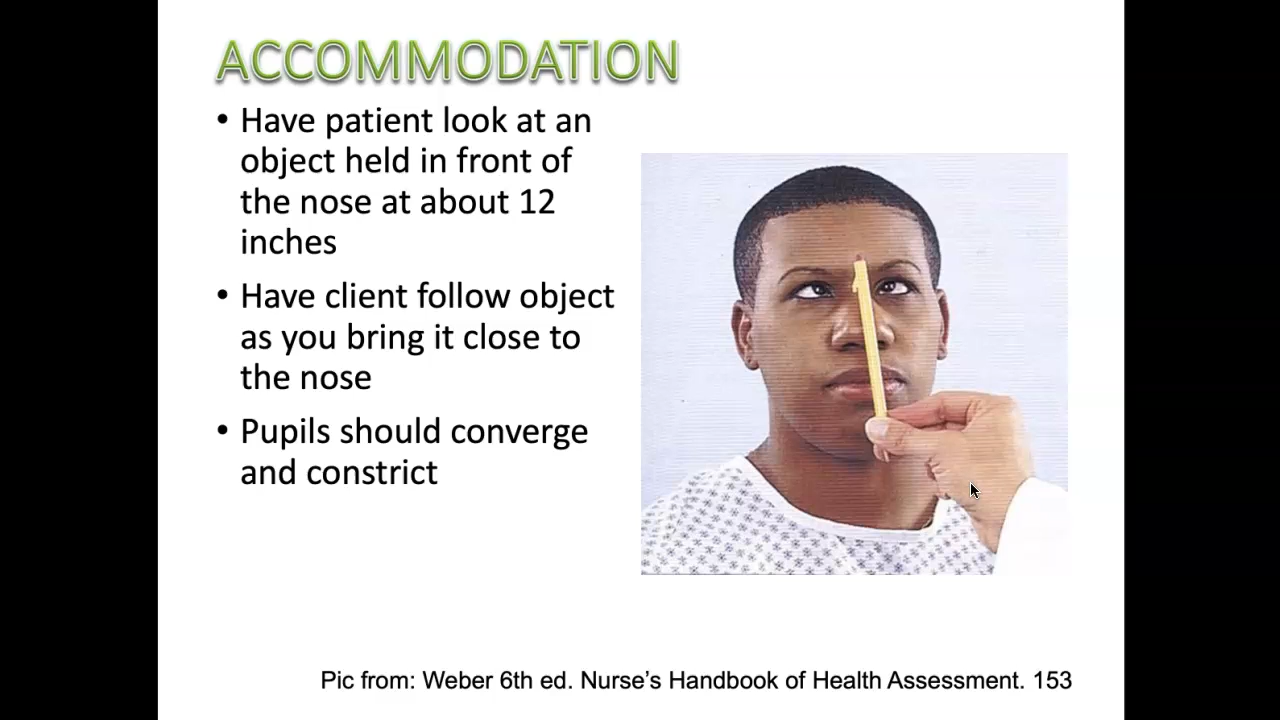 ACCOMMODATION
• Have patient look at an
object held in front of
the nose at about 12
inches
• Have client follow object
as you bring it close to
the nose
• Pupils should converge
and constrict
Pic from: Weber 6th ed. Nurse's Handbook of Health Assessment. 153